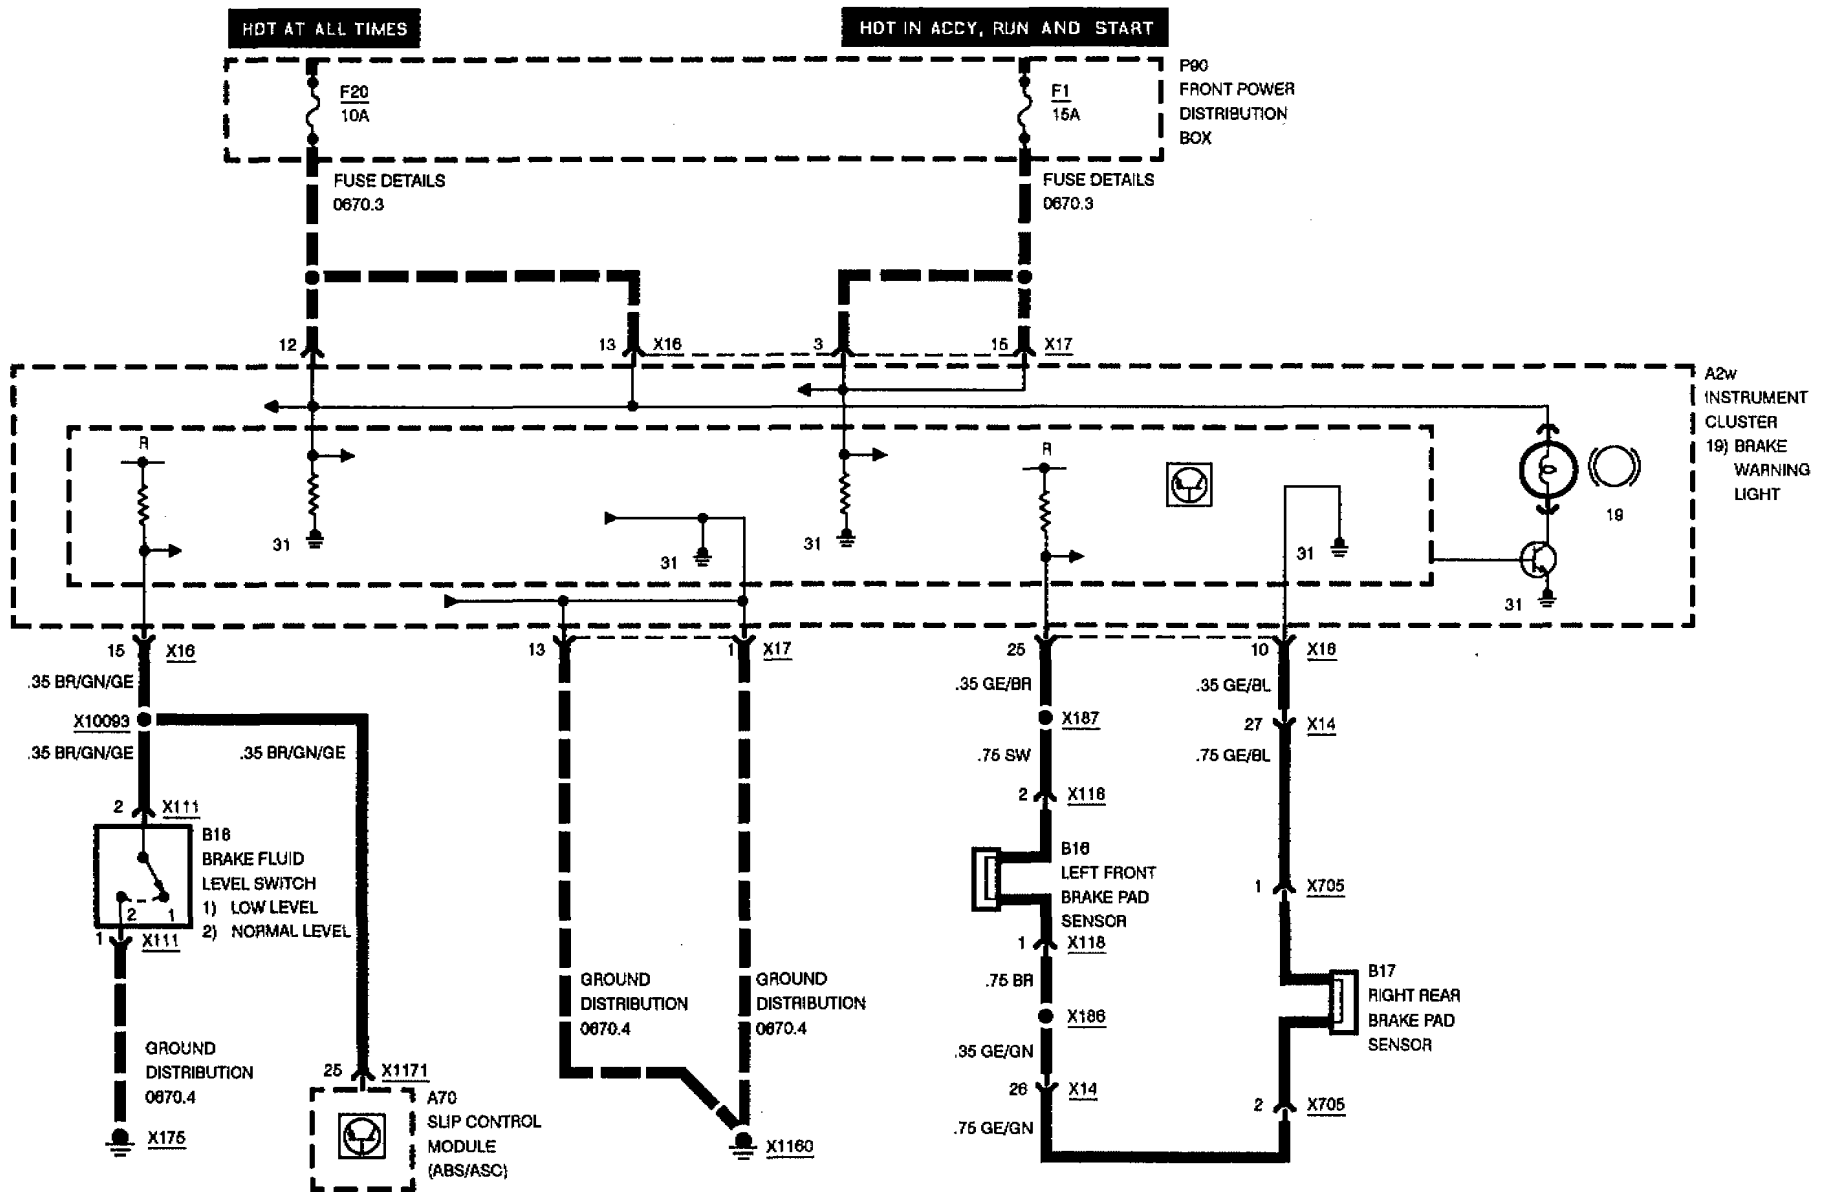 HOT AT ALL TIMES
HOT IN ACCY, RUN AND START
F20
10A
F1
15A
P90
FRONT POWER
DISTRIBUTION
BOX
FUSE DETAILS
0670.3
FUSE DETAILS
0670.3
12
13
X16
3
15
X17
A2w
INSTRUMENT
CLUSTER
19) BRAKE
WARNING
LIGHT
R
R
31
31
31
31
31
19
15
X16
13
1
X17
25
10
X16
.35 BR/GN/GE
X10093
.35 BR/GN/GE
.35 BR/GN/GE
2
X111
B18
BRAKE FLUID
LEVEL SWITCH
1) LOW LEVEL
2) NORMAL LEVEL
2
1
1
X111
GROUND
DISTRIBUTION
0670.4
X175
25
X1171
A70
SLIP CONTROL
MODULE
(ABS/ASC)
GROUND
DISTRIBUTION
0670.4
GROUND
DISTRIBUTION
0670.4
X1160
.35 GE/BR
X187
.75 SW
2
X118
B16
LEFT FRONT
BRAKE PAD
SENSOR
1
X118
.75 BR
X186
.35 GE/GN
26
X14
.75 GE/GN
.35 GE/BL
27
X14
.75 GE/BL
1
X705
B17
RIGHT REAR
BRAKE PAD
SENSOR
2
X705